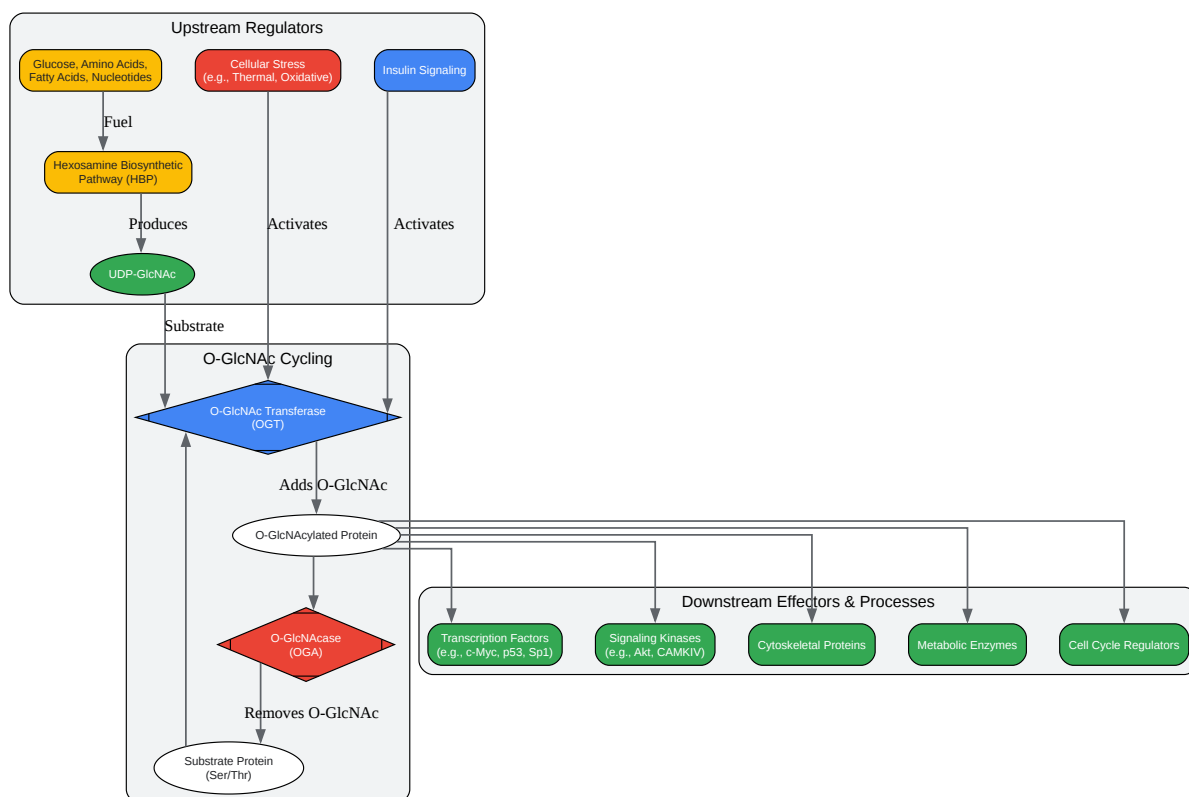 Upstream Regulators
Glucose, Amino Acids,
Fatty Acids, Nucleotides
Cellular Stress
(e.g., Thermal, Oxidative)
Insulin Signaling
Fuel
Hexosamine Biosynthetic
Pathway (HBP)
Produces
Activates
Activates
UDP-GlcNAc
Substrate
O-GlcNAc Cycling
O-GlcNAc Transferase
(OGT)
Adds O-GlcNAc
O-GlcNAcylated Protein
Downstream Effectors & Processes
O-GlcNAcase
(OGA)
Transcription Factors
(e.g., c-Myc, p53, Sp1)
Signaling Kinases
(e.g., Akt, CAMKIV)
Cytoskeletal Proteins
Metabolic Enzymes
Cell Cycle Regulators
Removes O-GlcNAc
Substrate Protein
(Ser/Thr)